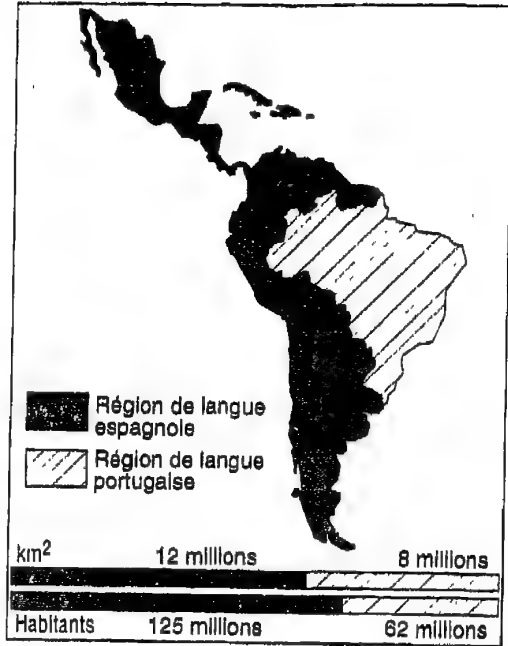 Région de langue
espagnole
Région de langue
portugaise
km² 12 millions 8 millions
Habitants 125 millions 62 millions